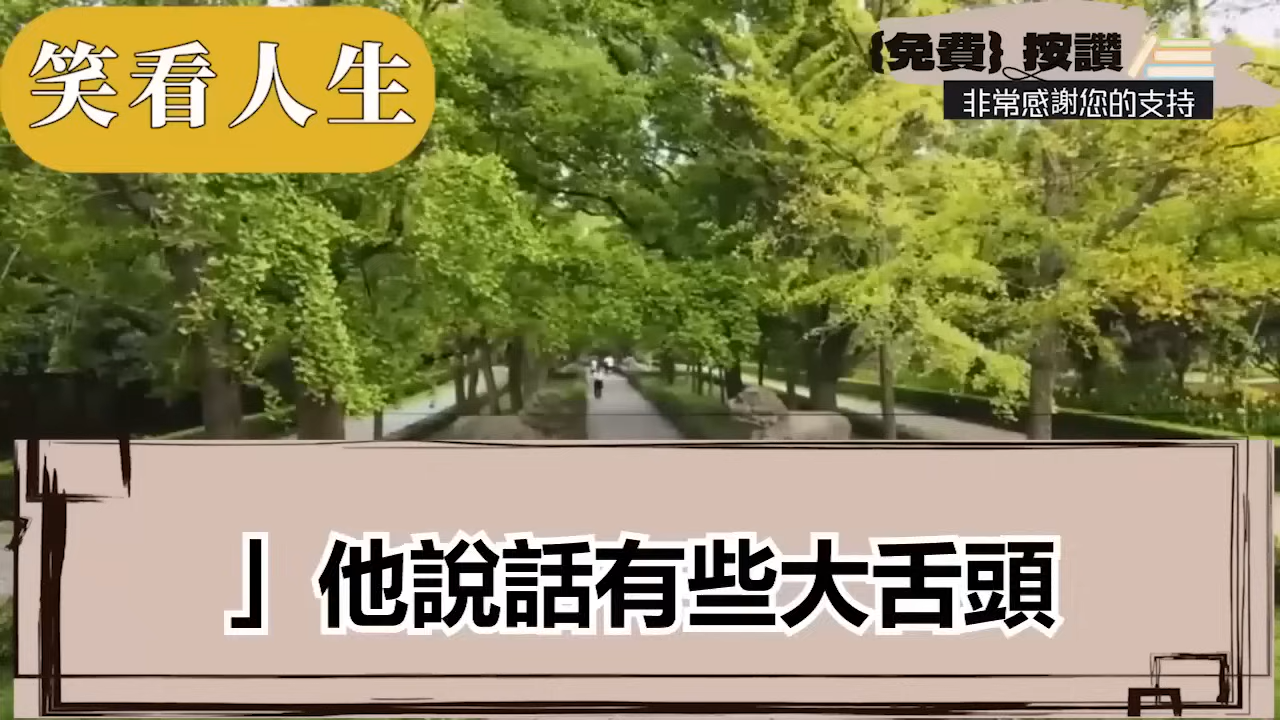 笑看人生
{免費} 按讚
非常感謝您的支持
」他說話有些大舌頭